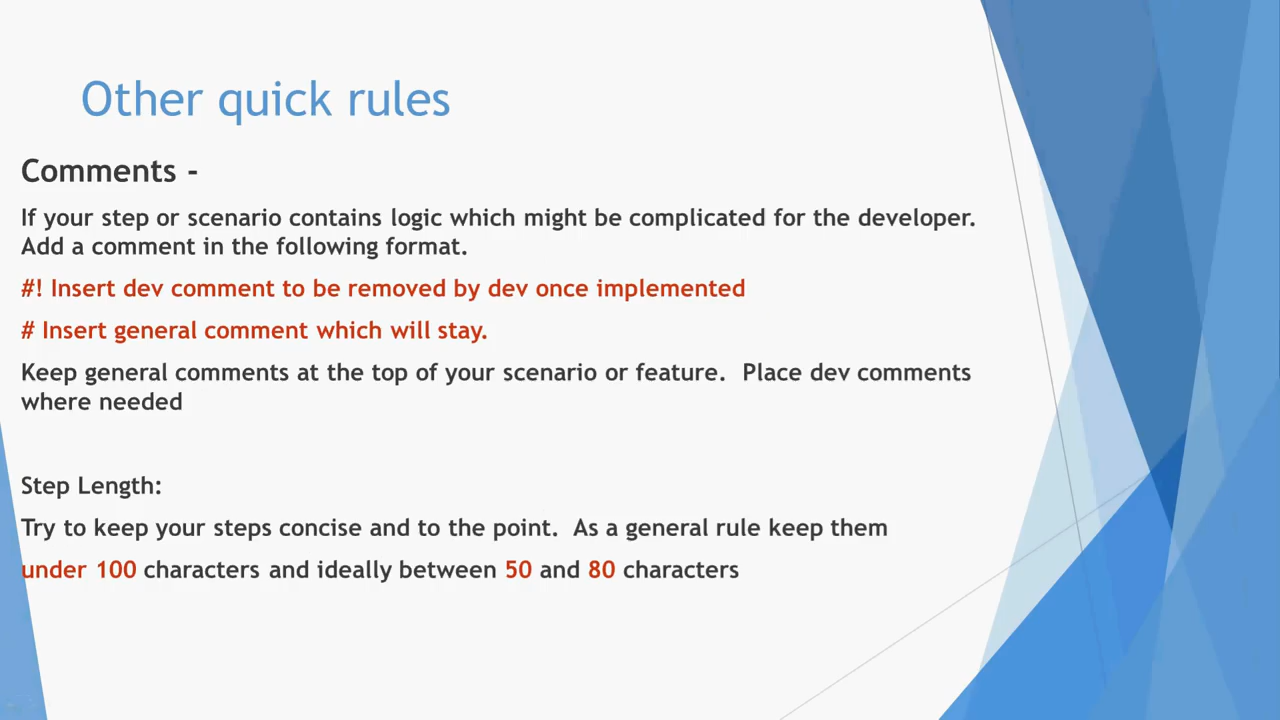 Other quick rules
Comments -
If your step or scenario contains logic which might be complicated for the developer.
Add a comment in the following format.
#! Insert dev comment to be removed by dev once implemented
# Insert general comment which will stay.
Keep general comments at the top of your scenario or feature.  Place dev comments
where needed
Step Length:
Try to keep your steps concise and to the point.  As a general rule keep them
under 100 characters and ideally between 50 and 80 characters